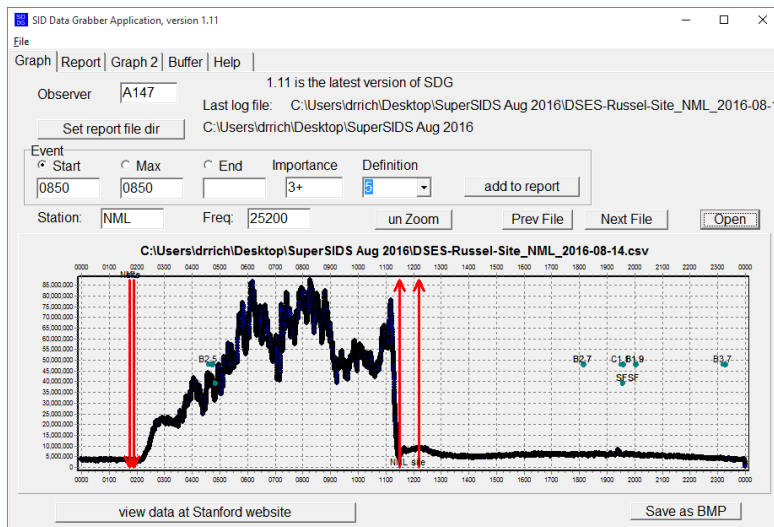 SID Data Grabber Application, version 1.11
File
Graph Report Graph 2 Buffer Help
1.11 is the latest version of SDG
Observer A147
Last log file: C:\Users\drrich\Desktop\SuperSIDS Aug 2016\DSES-Russel-Site_NML_2016-08-1
Set report file dir C:\Users\drrich\Desktop\SuperSIDS Aug 2016
Event
Start Max End Importance Definition
0850 0850 3+ 5 add to report
Station: NML Freq: 25200 un Zoom Prev File Next File Open
C:\Users\drrich\Desktop\SuperSIDS Aug 2016\DSES-Russel-Site_NML_2016-08-14.csv
0000 0100 0200 0300 0400 0500 0600 0700 0800 0900 1000 1100 1200 1300 1400 1500 1600 1700 1800 1900 2000 2100 2200 2300 0000
85,000,000
80,000,000
75,000,000
70,000,000
65,000,000
60,000,000
55,000,000
50,000,000
B2.5 B2.7 C1.6 B1.9 B3.7
45,000,000
40,000,000
SF SF
35,000,000
30,000,000
25,000,000
20,000,000
15,000,000
10,000,000
5,000,000
NML site
0
0000 0100 0200 0300 0400 0500 0600 0700 0800 0900 1000 1100 1200 1300 1400 1500 1600 1700 1800 1900 2000 2100 2200 2300 0000
view data at Stanford website Save as BMP